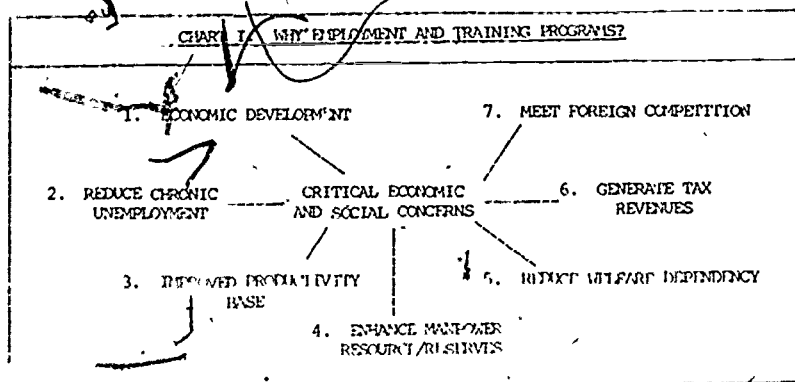 CHART I. WHY EMPLOYMENT AND TRAINING PROGRAMS?
1. ECONOMIC DEVELOPMENT
7. MEET FOREIGN COMPETITION
2. REDUCE CHRONIC
UNEMPLOYMENT
CRITICAL ECONOMIC
AND SOCIAL CONCERNS
6. GENERATE TAX
REVENUES
3. IMPROVED PRODUCTIVITY
BASE
5. REDUCE WELFARE DEPENDENCY
4. ENHANCE MANPOWER
RESOURCE/RESERVES